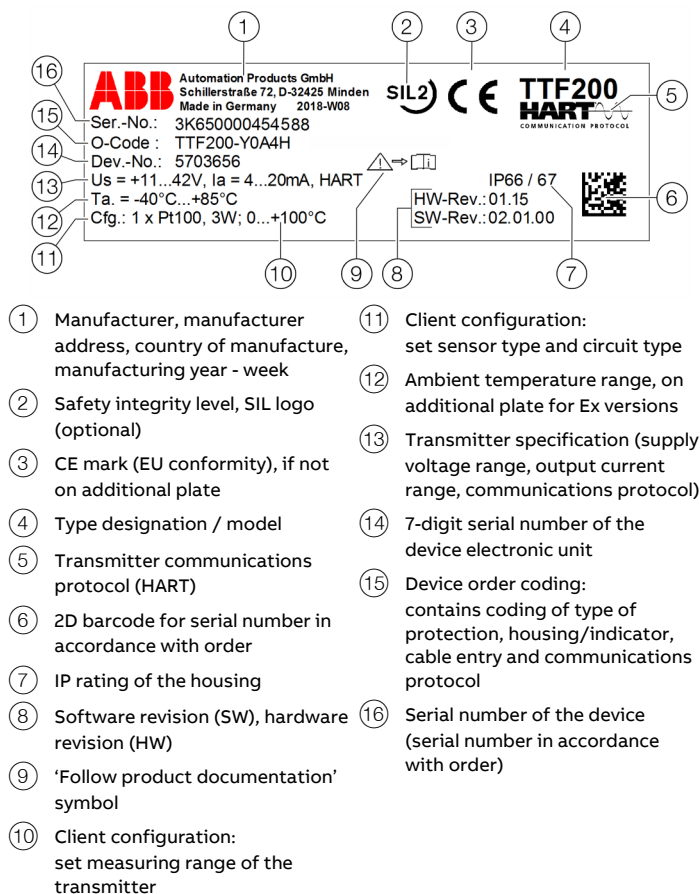 1
2
3
4
16
ABB
Automation Products GmbH
Schillerstraße 72, D-32425 Minden
Made in Germany 2018-W08
SIL2
CE
TTF200
HART
COMMUNICATION PROTOCOL
5
15
Ser.-No.: 3K650000454588
O-Code : TTF200-Y0A4H
14
Dev.-No.: 5703656
13
Us = +11...42V, Ia = 4...20mA, HART
i
IP66 / 67
6
12
Ta. = -40°C...+85°C
HW-Rev.: 01.15
11
Cfg.: 1 x Pt100, 3W; 0...+100°C
SW-Rev.: 02.01.00
10
9
8
7
1 Manufacturer, manufacturer
address, country of manufacture,
manufacturing year - week
2 Safety integrity level, SIL logo
(optional)
3 CE mark (EU conformity), if not
on additional plate
4 Type designation / model
5 Transmitter communications
protocol (HART)
6 2D barcode for serial number in
accordance with order
7 IP rating of the housing
8 Software revision (SW), hardware
revision (HW)
9 ‘Follow product documentation’
symbol
10 Client configuration:
set measuring range of the
transmitter
11 Client configuration:
set sensor type and circuit type
12 Ambient temperature range, on
additional plate for Ex versions
13 Transmitter specification (supply
voltage range, output current
range, communications protocol)
14 7-digit serial number of the
device electronic unit
15 Device order coding:
contains coding of type of
protection, housing/indicator,
cable entry and communications
protocol
16 Serial number of the device
(serial number in accordance
with order)